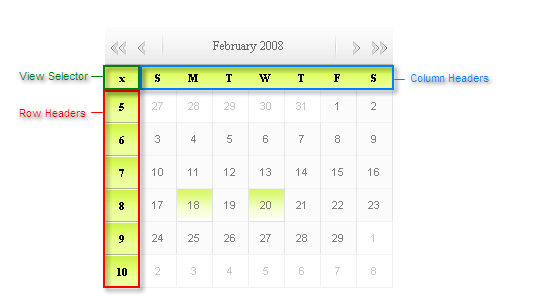 February 2008
View Selector x S M T W T F S Column Headers
Row Headers 5 27 28 29 30 31 1 2
6 3 4 5 6 7 8 9
7 10 11 12 13 14 15 16
8 17 18 19 20 21 22 23
9 24 25 26 27 28 29 1
10 2 3 4 5 6 7 8